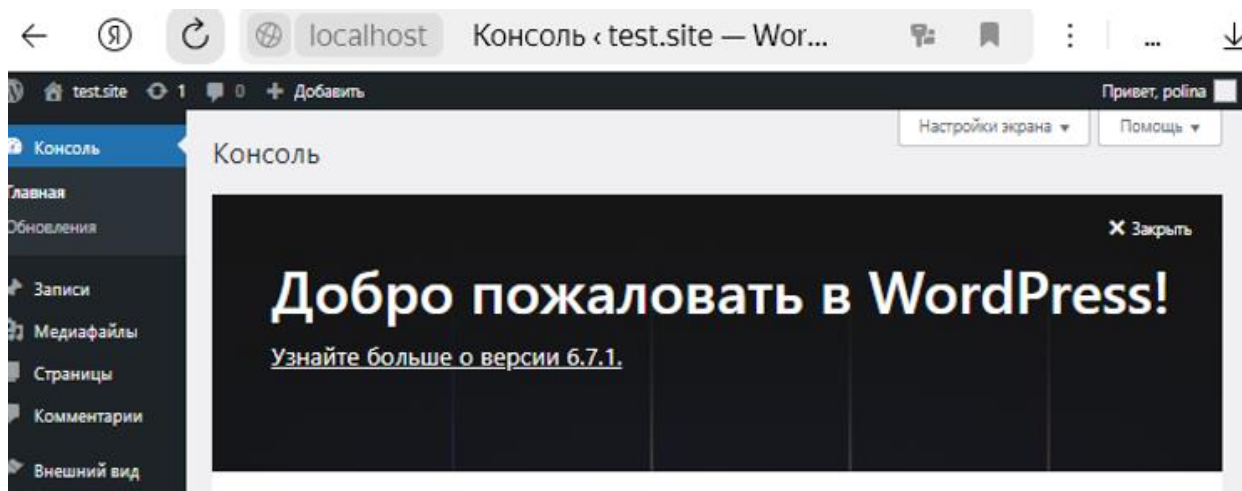 Я localhost Консоль ‹ test.site — Wor...
test.site 1 0 Добавить Привет, polina
Настройки экрана Помощь
Консоль
Консоль
Главная
Обновления
Закрыть
Записи
Медиафайлы
Страницы
Комментарии
Внешний вид
Добро пожаловать в WordPress!
Узнайте больше о версии 6.7.1.